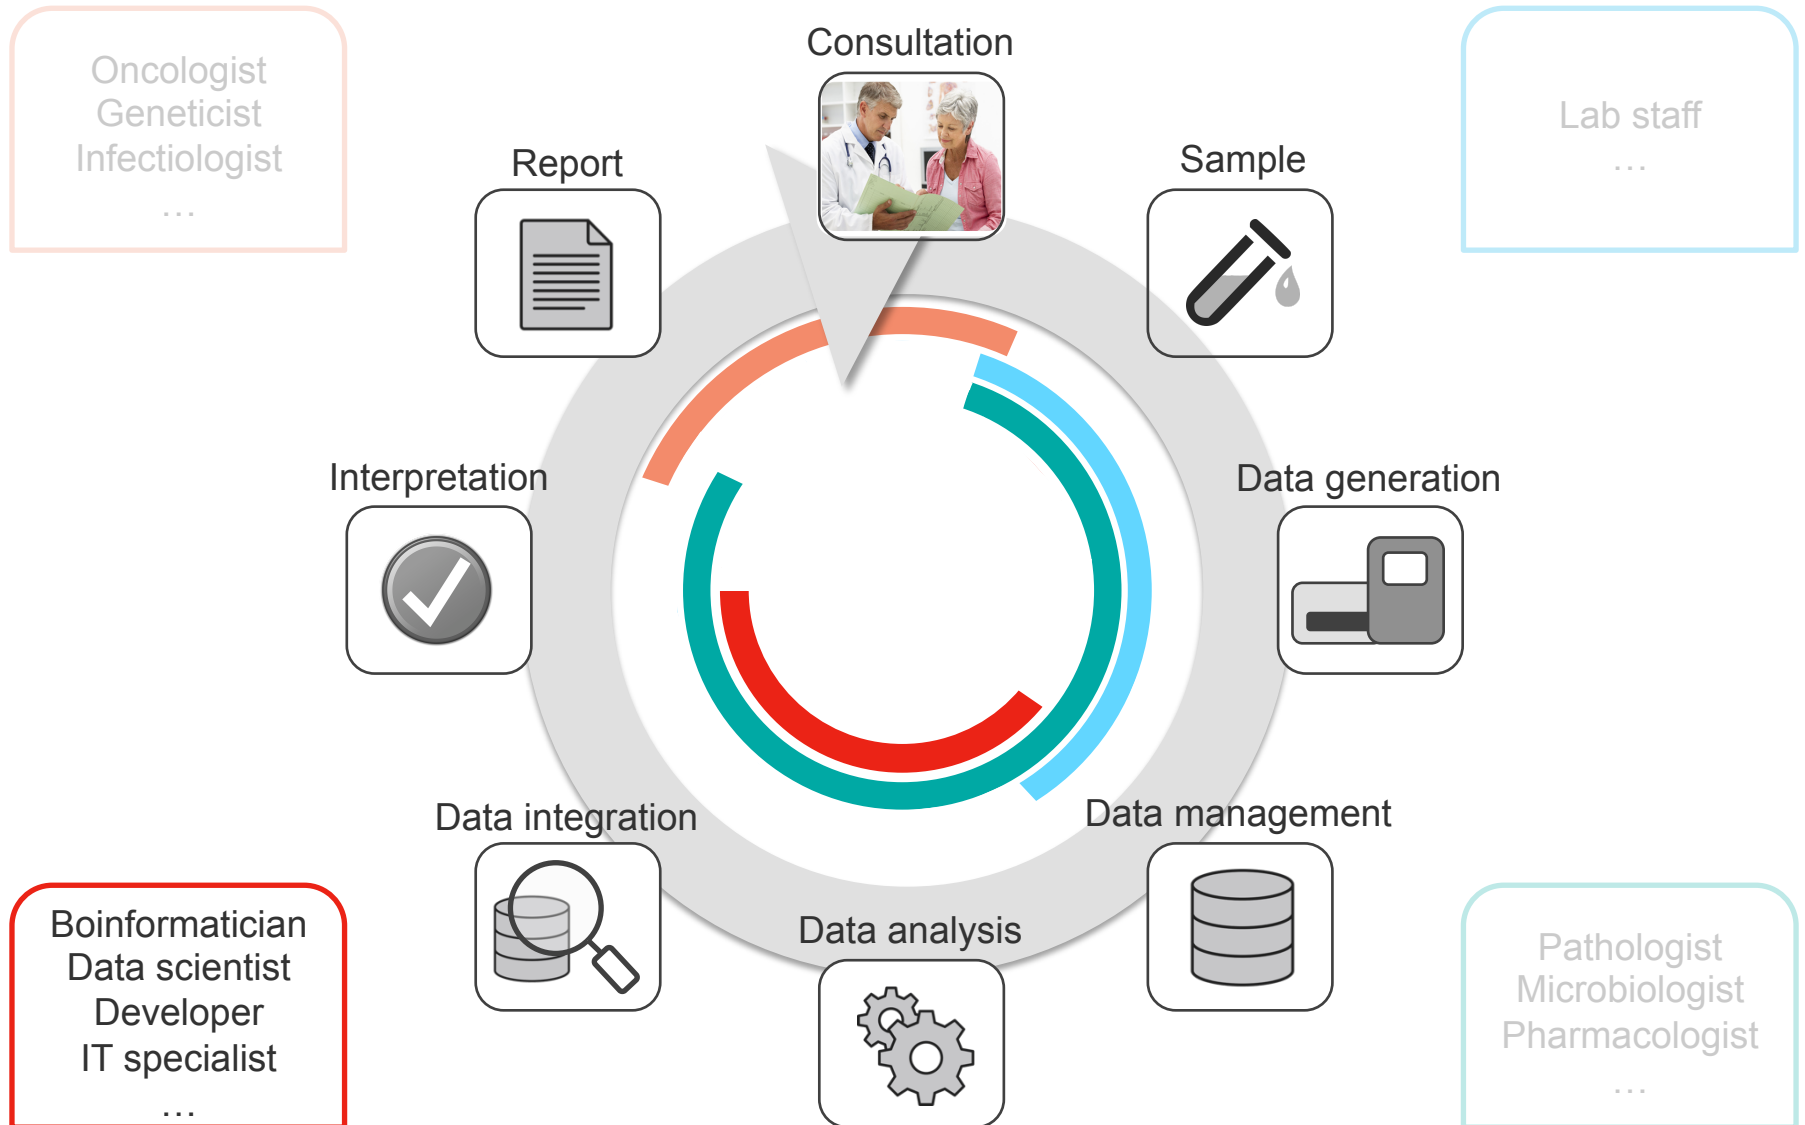 Oncologist
Geneticist
Infectiologist
…
Consultation
Lab staff
…
Report
Sample
Interpretation
Data generation
Data integration
Data management
Data analysis
Boinformatician
Data scientist
Developer
IT specialist
…
Pathologist
Microbiologist
Pharmacologist
…